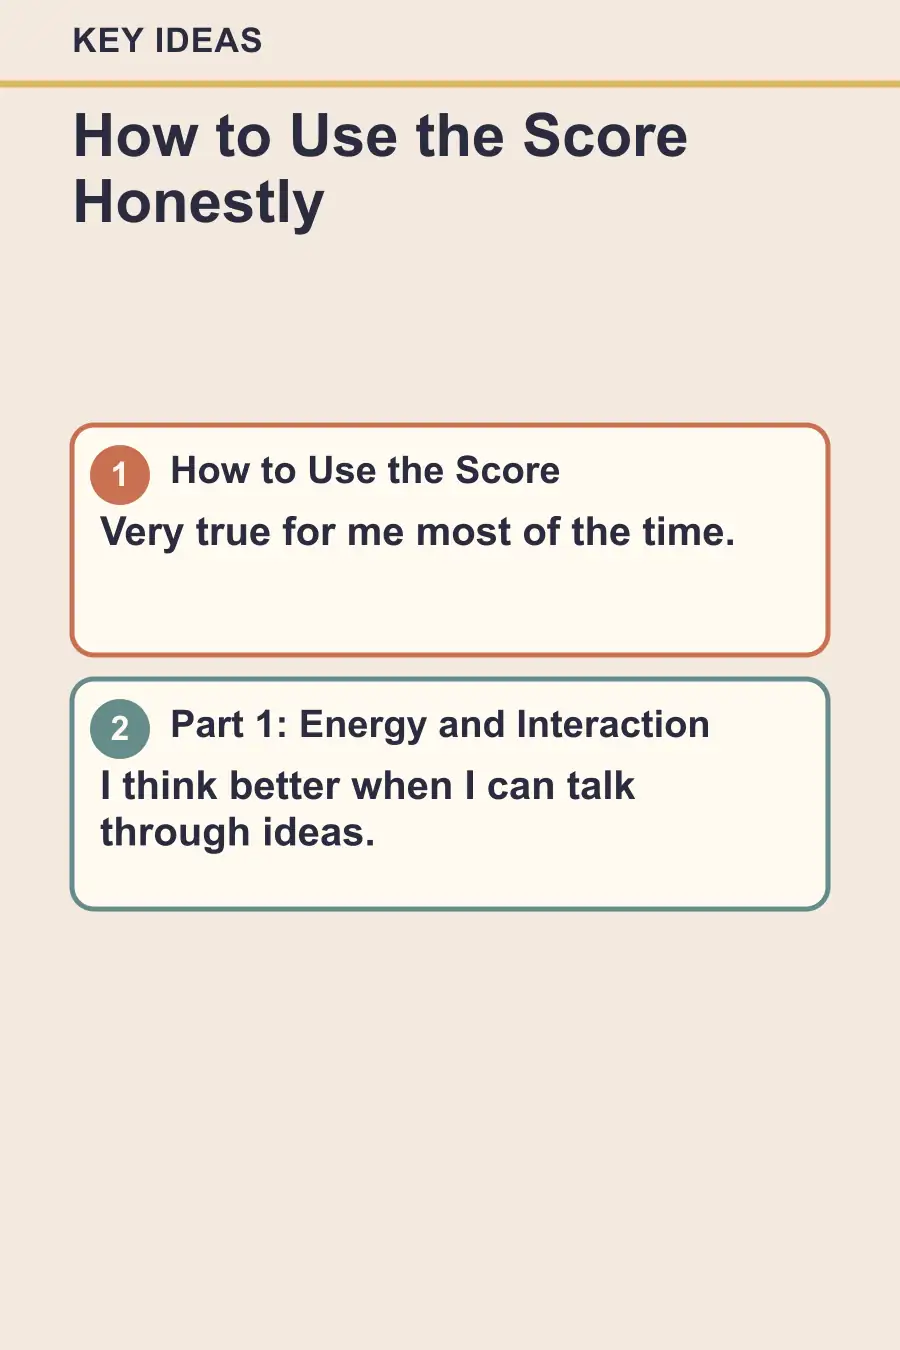 KEY IDEAS
How to Use the Score
Honestly
1
How to Use the Score
Very true for me most of the time.
2
Part 1: Energy and Interaction
I think better when I can talk
through ideas.